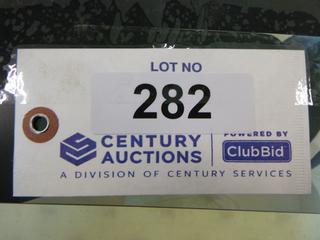 LOT NO
282
CENTURY AUCTIONS
POWERED BY
ClubBid
A DIVISION OF CENTURY SERVICES